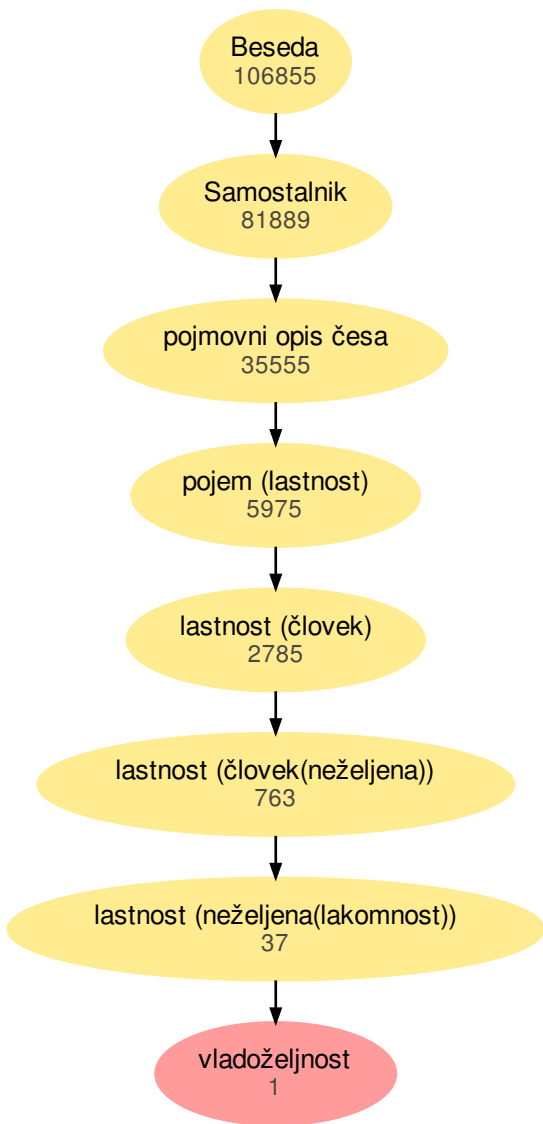 Beseda
106855
Samostalnik
81889
pojmovni opis česa
35555
pojem (lastnost)
5975
lastnost (človek)
2785
lastnost (človek(neželjena))
763
lastnost (neželjena(lakomnost))
37
vladoželjnost
1